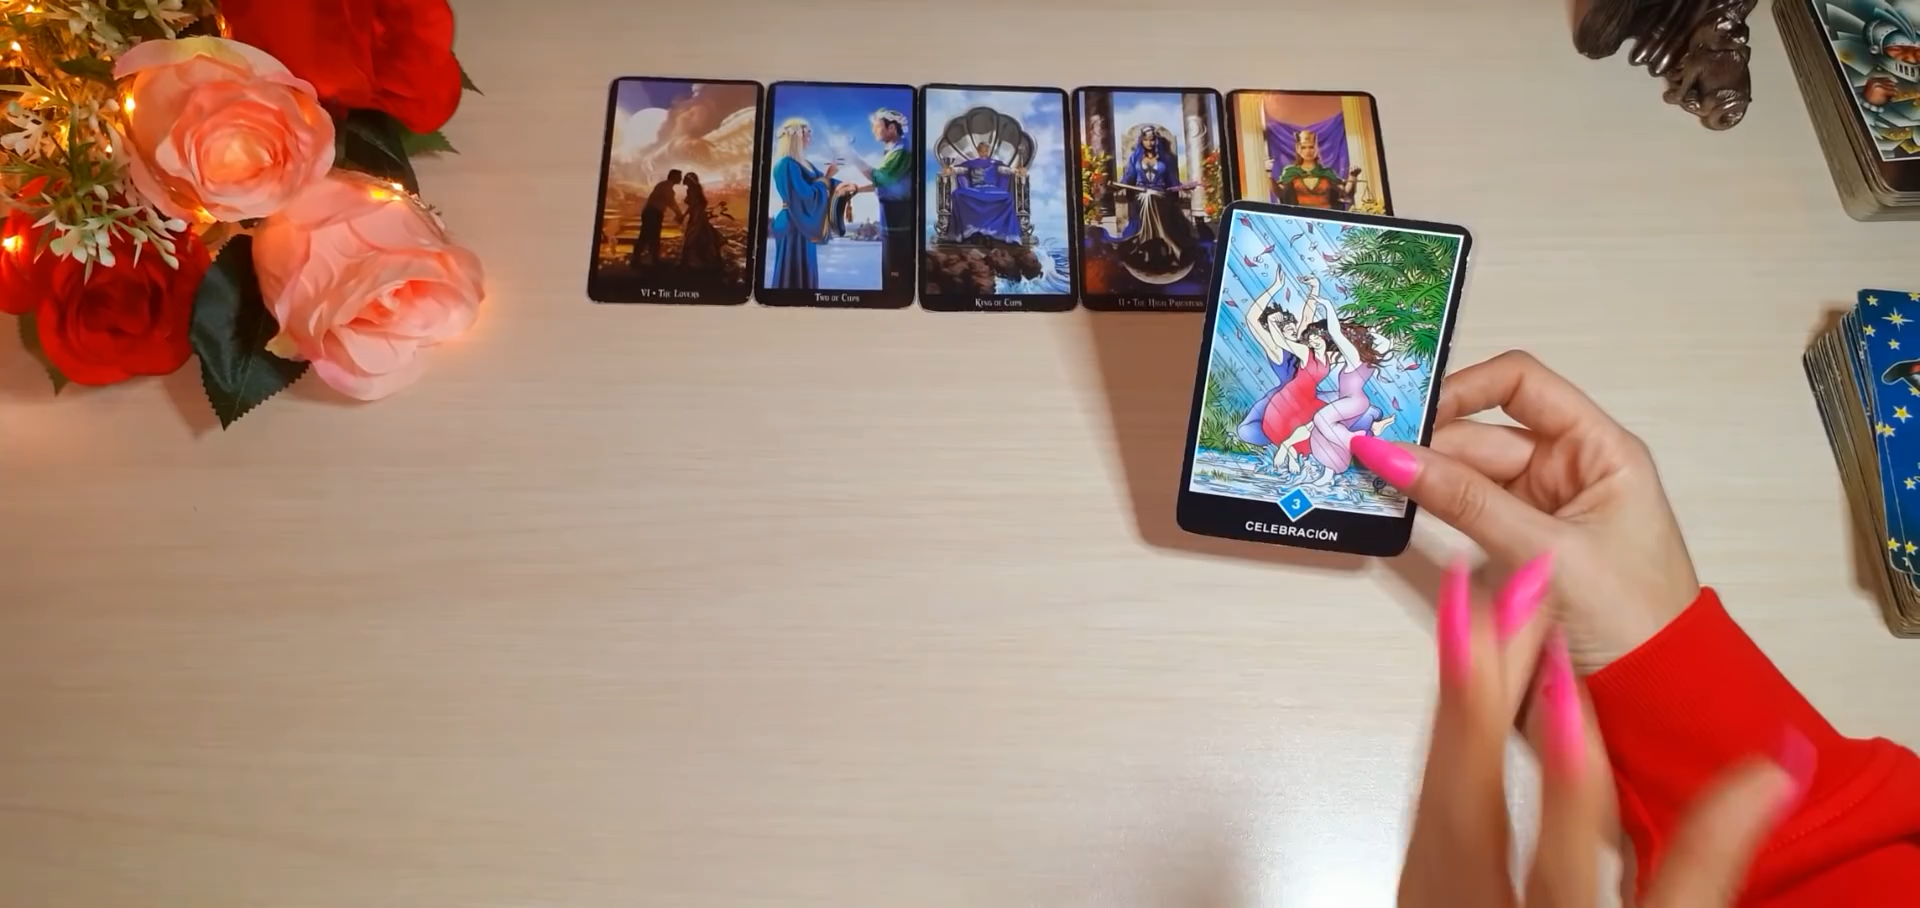 VI • The Lovers
Two of Cups
King of Cups
II • The High Priestess
3
CELEBRACIÓN